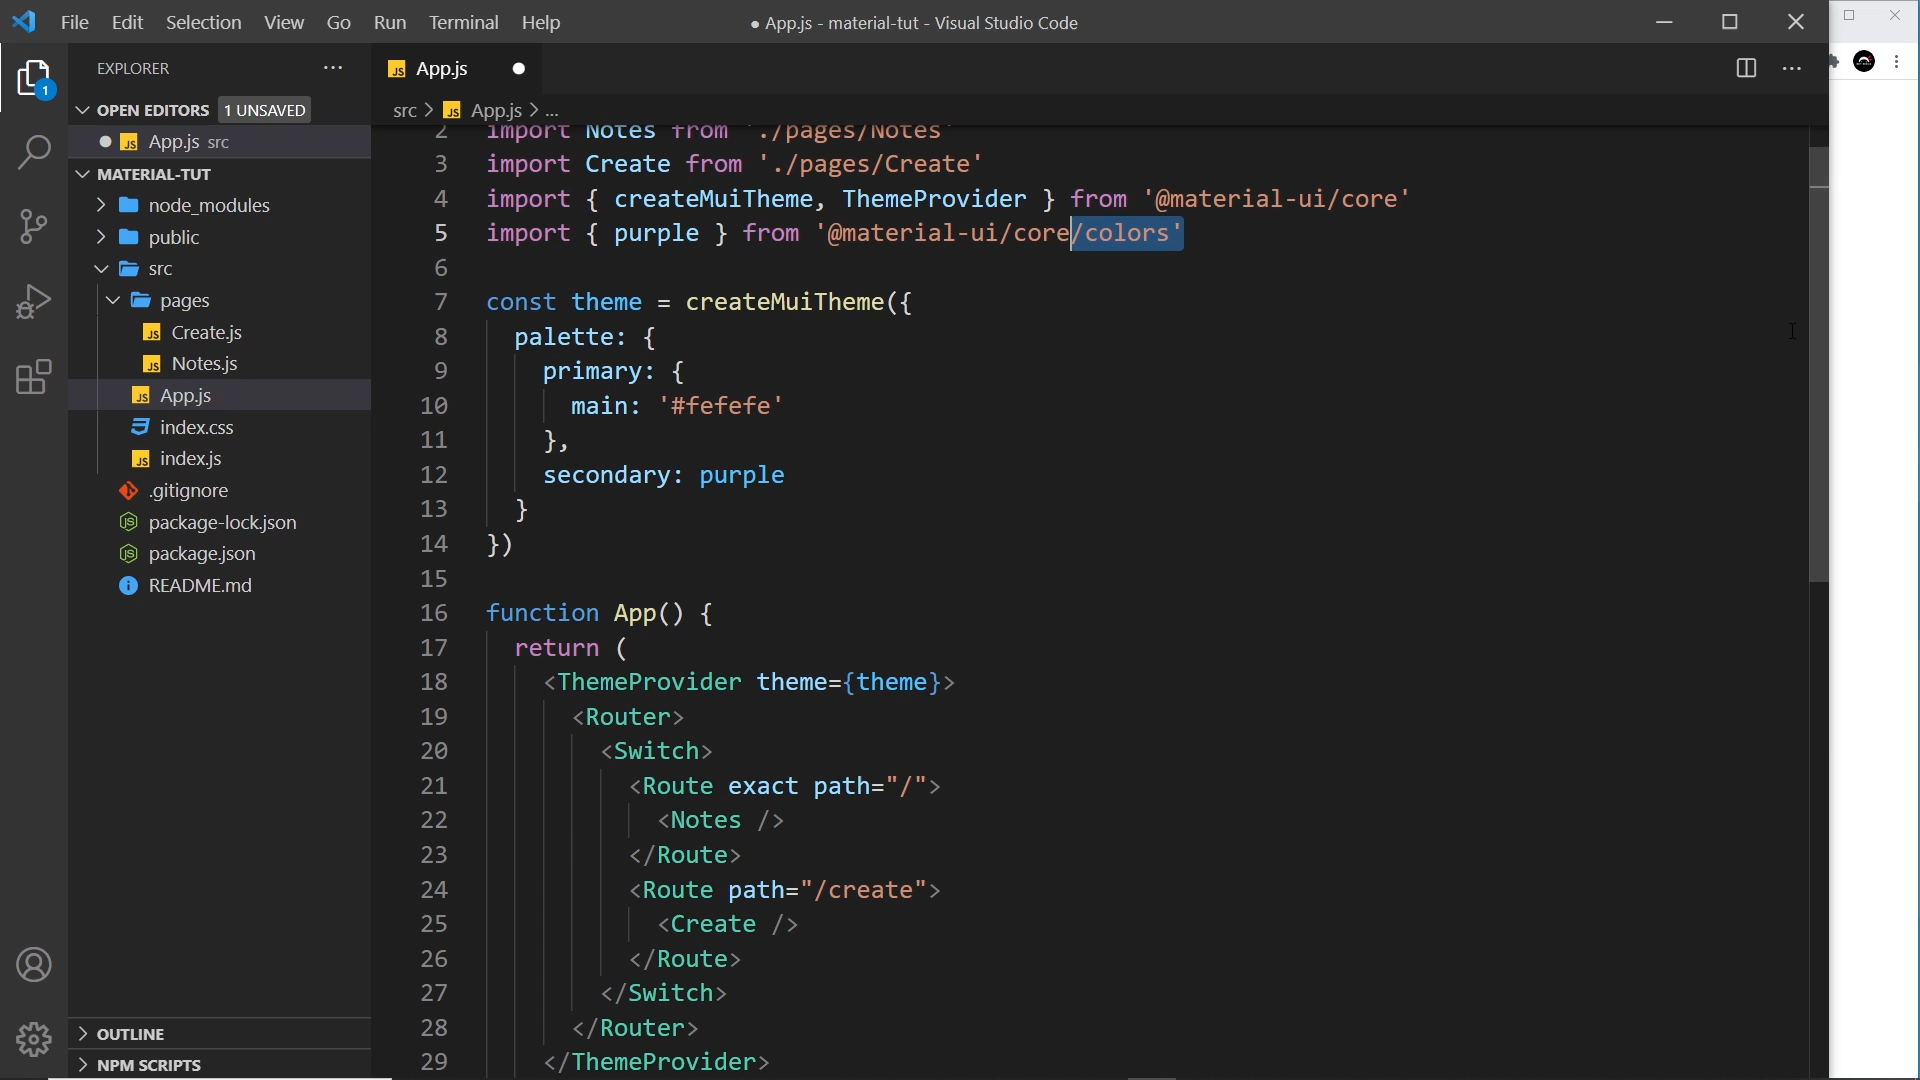 File Edit Selection View Go Run Terminal Help
● App.js - material-tut - Visual Studio Code
EXPLORER
1
OPEN EDITORS 1 UNSAVED
App.js src
MATERIAL-TUT
node_modules
public
src
pages
Create.js
Notes.js
App.js
index.css
index.js
.gitignore
package-lock.json
package.json
README.md
OUTLINE
NPM SCRIPTS
JS App.js
src > JS App.js > ...
2 import Notes from './pages/Notes'
3 import Create from './pages/Create'
4 import { createMuiTheme, ThemeProvider } from '@material-ui/core'
5 import { purple } from '@material-ui/core/colors'
6
7 const theme = createMuiTheme({
8 palette: {
9 primary: {
10 main: '#fefefe'
11 },
12 secondary: purple
13 }
14 })
15
16 function App() {
17 return (
18 <ThemeProvider theme={theme}>
19 <Router>
20 <Switch>
21 <Route exact path="/">
22 <Notes />
23 </Route>
24 <Route path="/create">
25 <Create />
26 </Route>
27 </Switch>
28 </Router>
29 </ThemeProvider>